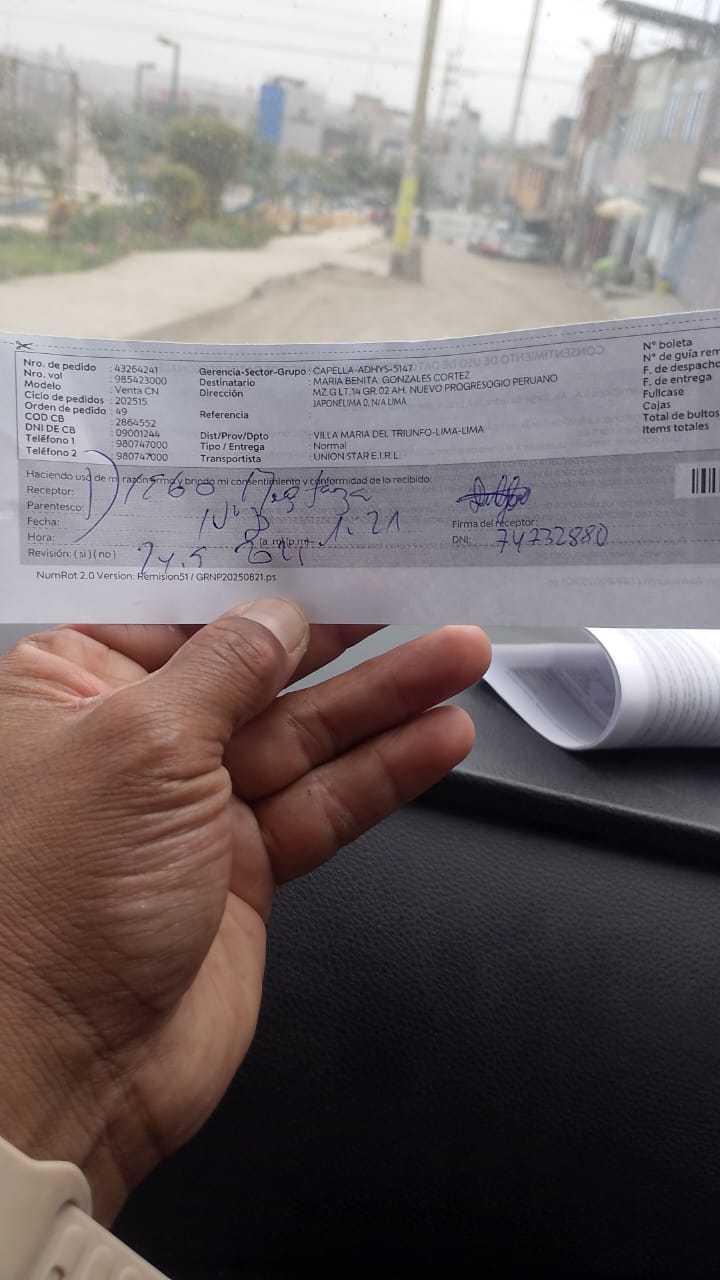 Nro. de pedido : 43264241
Nro. vol : 985423000
Modelo : Venta CN
Ciclo de pedidos : 202515
Orden de pedido : 49
COD CB : 2864552
DNI DE CB : 09001244
Teléfono 1 : 980747000
Teléfono 2 : 980747000
Gerencia-Sector-Grupo : CAPELLA-ADHYS-5147
Destinatario : MARIA BENITA GONZALES CORTEZ
Dirección : MZ.G LT.14 GR.02 AH. NUEVO PROGRESOGIO PERUANO
JAPONELIMA D, N/A LIMA
Referencia :
Dist/Prov/Dpto : VILLA MARIA DEL TRIUNFO-LIMA-LIMA
Tipo / Entrega : Normal
Transportista : UNION STAR E.I.R.L.
N° boleta
N° de guía rem
F. de despacho
F. de entrega
Fullcase
Cajas
Total de bultos
Items totales
Haciendo uso de mi razón firmo y brindo mi consentimiento y conformidad de lo recibido:
Receptor:
Parentesco:
Fecha:
Hora: (a.m)(p.m) 1:21
Revisión: (si) (no)
Firma del receptor:
DNI: 74732880
NumRot 2.0 Version: Remision51 / GRNP20250821.ps